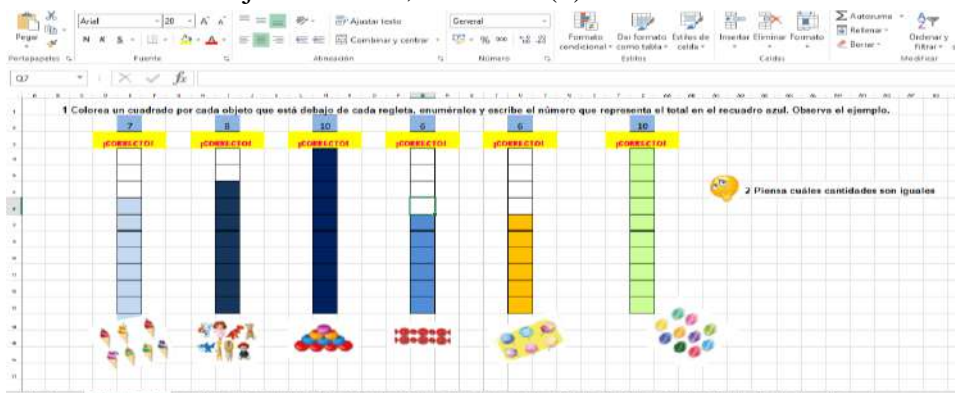 Arial 20
General
Ajustar texto
Pegar
N K S
Combinar y centrar
% 000
Formato condicional
Dar formato como tabla
Estilos de celda
Insertar Eliminar Formato
Autosuma
Rellenar
Borrar
Ordenar y filtrar
Portapapeles
Fuente
Alineación
Número
Estilos
Celdas
Modificar
Q7
fx
1 Colorea un cuadrado por cada objeto que está debajo de cada regleta, enuméralos y escribe el número que representa el total en el recuadro azul. Observa el ejemplo.
7 8 10 6 6 10
¡CORRECTO! ¡CORRECTO! ¡CORRECTO! ¡CORRECTO! ¡CORRECTO! ¡CORRECTO!
2 Piensa cuáles cantidades son iguales